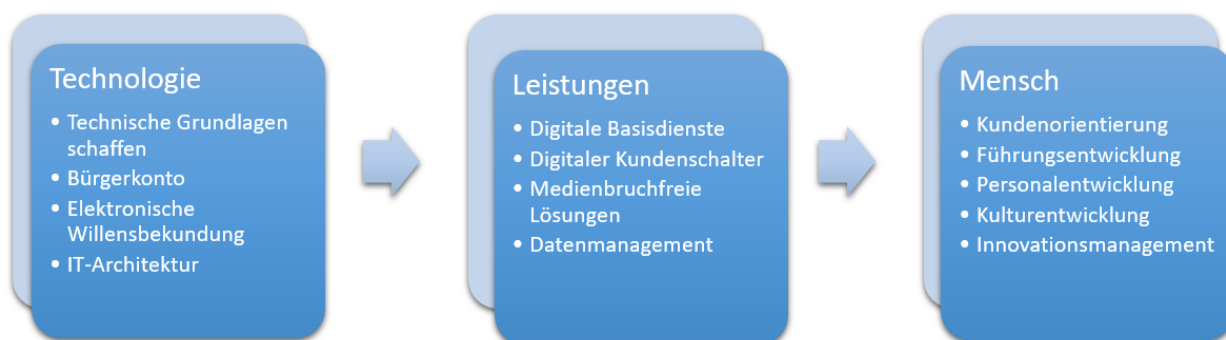 Technologie
• Technische Grundlagen
schaffen
• Bürgerkonto
• Elektronische
Willensbekundung
• IT-Architektur
Leistungen
• Digitale Basisdienste
• Digitaler Kundenschalter
• Medienbruchfreie
Lösungen
• Datenmanagement
Mensch
• Kundenorientierung
• Führungsentwicklung
• Personalentwicklung
• Kulturentwicklung
• Innovationsmanagement